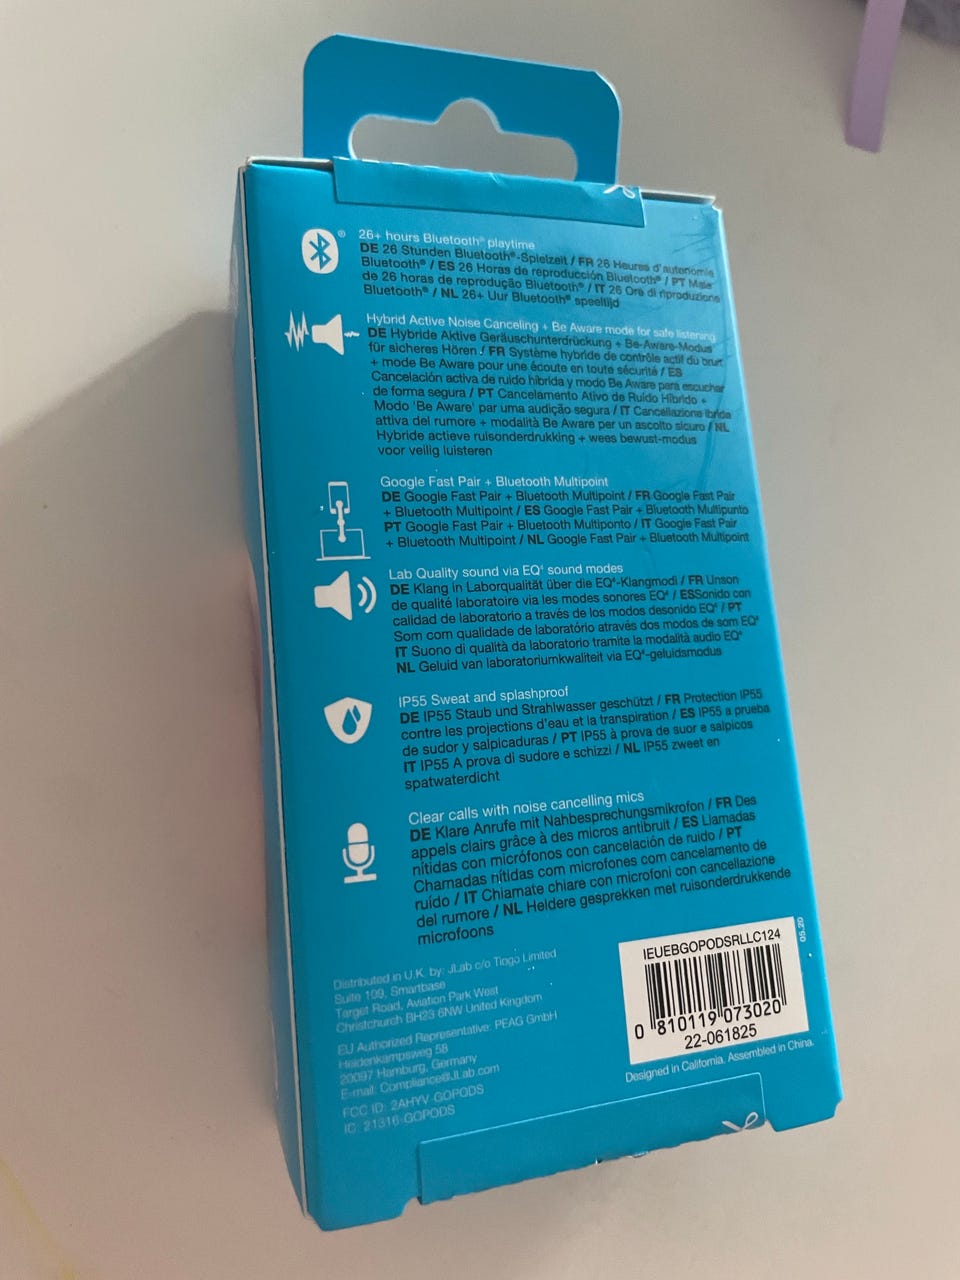 26+ hours Bluetooth® playtime
DE 26 Stunden Bluetooth®-Spielzeit / FR 26 Heures d'autonomie
Bluetooth® / ES 26 Horas de reproducción Bluetooth® / PT Mais
de 26 horas de reprodução Bluetooth® / IT 26 Ore di riproduzione
Bluetooth® / NL 26+ Uur Bluetooth® speeltijd
Hybrid Active Noise Canceling + Be Aware mode for safe listening
DE Hybride Aktive Geräuschunterdrückung + Be-Aware-Modus
für sicheres Hören / FR Système hybride de contrôle actif du bruit
+ mode Be Aware pour une écoute en toute sécurité / ES
Cancelación activa de ruido híbrida y modo Be Aware para escuchar
de forma segura / PT Cancelamento Ativo de Ruído Híbrido +
Modo 'Be Aware' par uma audição segura / IT Cancellazione ibrida
attiva del rumore + modalità Be Aware per un ascolto sicuro / NL
Hybride actieve ruisonderdrukking + wees bewust-modus
voor veilig luisteren
Google Fast Pair + Bluetooth Multipoint
DE Google Fast Pair + Bluetooth Multipoint / FR Google Fast Pair
+ Bluetooth Multipoint / ES Google Fast Pair + Bluetooth Multipunto
PT Google Fast Pair + Bluetooth Multiponto / IT Google Fast Pair
+ Bluetooth Multipoint / NL Google Fast Pair + Bluetooth Multipoint
Lab Quality sound via EQ⁴ sound modes
DE Klang in Laborqualität über die EQ⁴-Klangmodi / FR Unson
de qualité laboratoire via les modes sonores EQ⁴ / ESSonido con
calidad de laboratorio a través de los modos desonido EQ⁴ / PT
Som com qualidade de laboratório através dos modos de som EQ⁴
IT Suono di qualità da laboratorio tramite la modalità audio EQ⁴
NL Geluid van laboratoriumkwaliteit via EQ⁴-geluidsmodus
IP55 Sweat and splashproof
DE IP55 Staub und Strahlwasser geschützt / FR Protection IP55
contre les projections d'eau et la transpiration / ES IP55 a prueba
de sudor y salpicaduras / PT IP55 à prova de suor e salpicos
IT IP55 A prova di sudore e schizzi / NL IP55 zweet en
spatwaterdicht
Clear calls with noise cancelling mics
DE Klare Anrufe mit Nahbesprechungsmikrofon / FR Des
appels clairs grâce à des micros antibruit / ES Llamadas
nítidas con micrófonos con cancelación de ruido / PT
Chamadas nítidas com microfones com cancelamento de
ruído / IT Chiamate chiare con microfoni con cancellazione
del rumore / NL Heldere gesprekken met ruisonderdrukkende
microfoons
Distributed in U.K. by: JLab c/o Tiogo Limited
Suite 109, Smartbase
Target Road, Aviation Park West
Christchurch BH23 6NW United Kingdom
EU Authorized Representative: PEAG GmbH
Heidenkampsweg 58
20097 Hamburg, Germany
E-mail: Compliance@JLab.com
FCC ID: 2AHYV-GOPODS
IC: 21316-GOPODS
05.20
IEUEBGOPODSRLLC124
0 810119 073020
22-061825
Designed in California. Assembled in China.